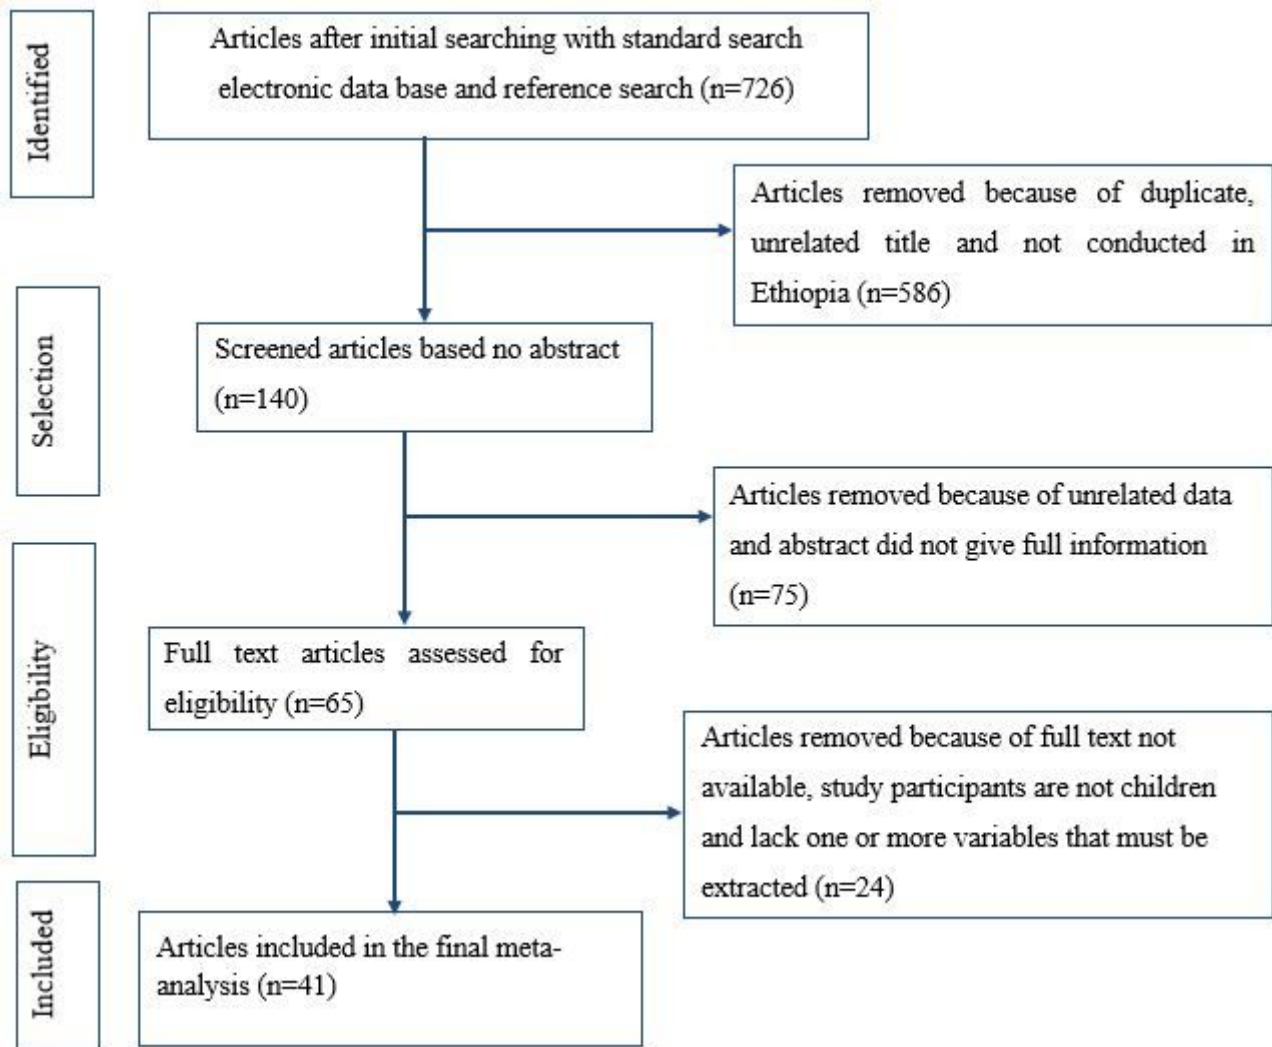 Identified
Articles after initial searching with standard search
electronic data base and reference search (n=726)
Articles removed because of duplicate,
unrelated title and not conducted in
Ethiopia (n=586)
Selection
Screened articles based no abstract
(n=140)
Articles removed because of unrelated data
and abstract did not give full information
(n=75)
Eligibility
Full text articles assessed for
eligibility (n=65)
Articles removed because of full text not
available, study participants are not children
and lack one or more variables that must be
extracted (n=24)
Included
Articles included in the final meta-
analysis (n=41)